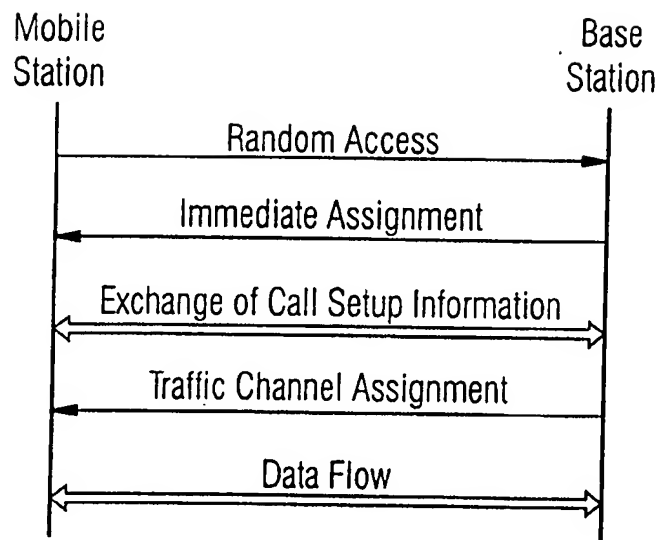 Mobile
Station
Base
Station
Random Access
Immediate Assignment
Exchange of Call Setup Information
Traffic Channel Assignment
Data Flow